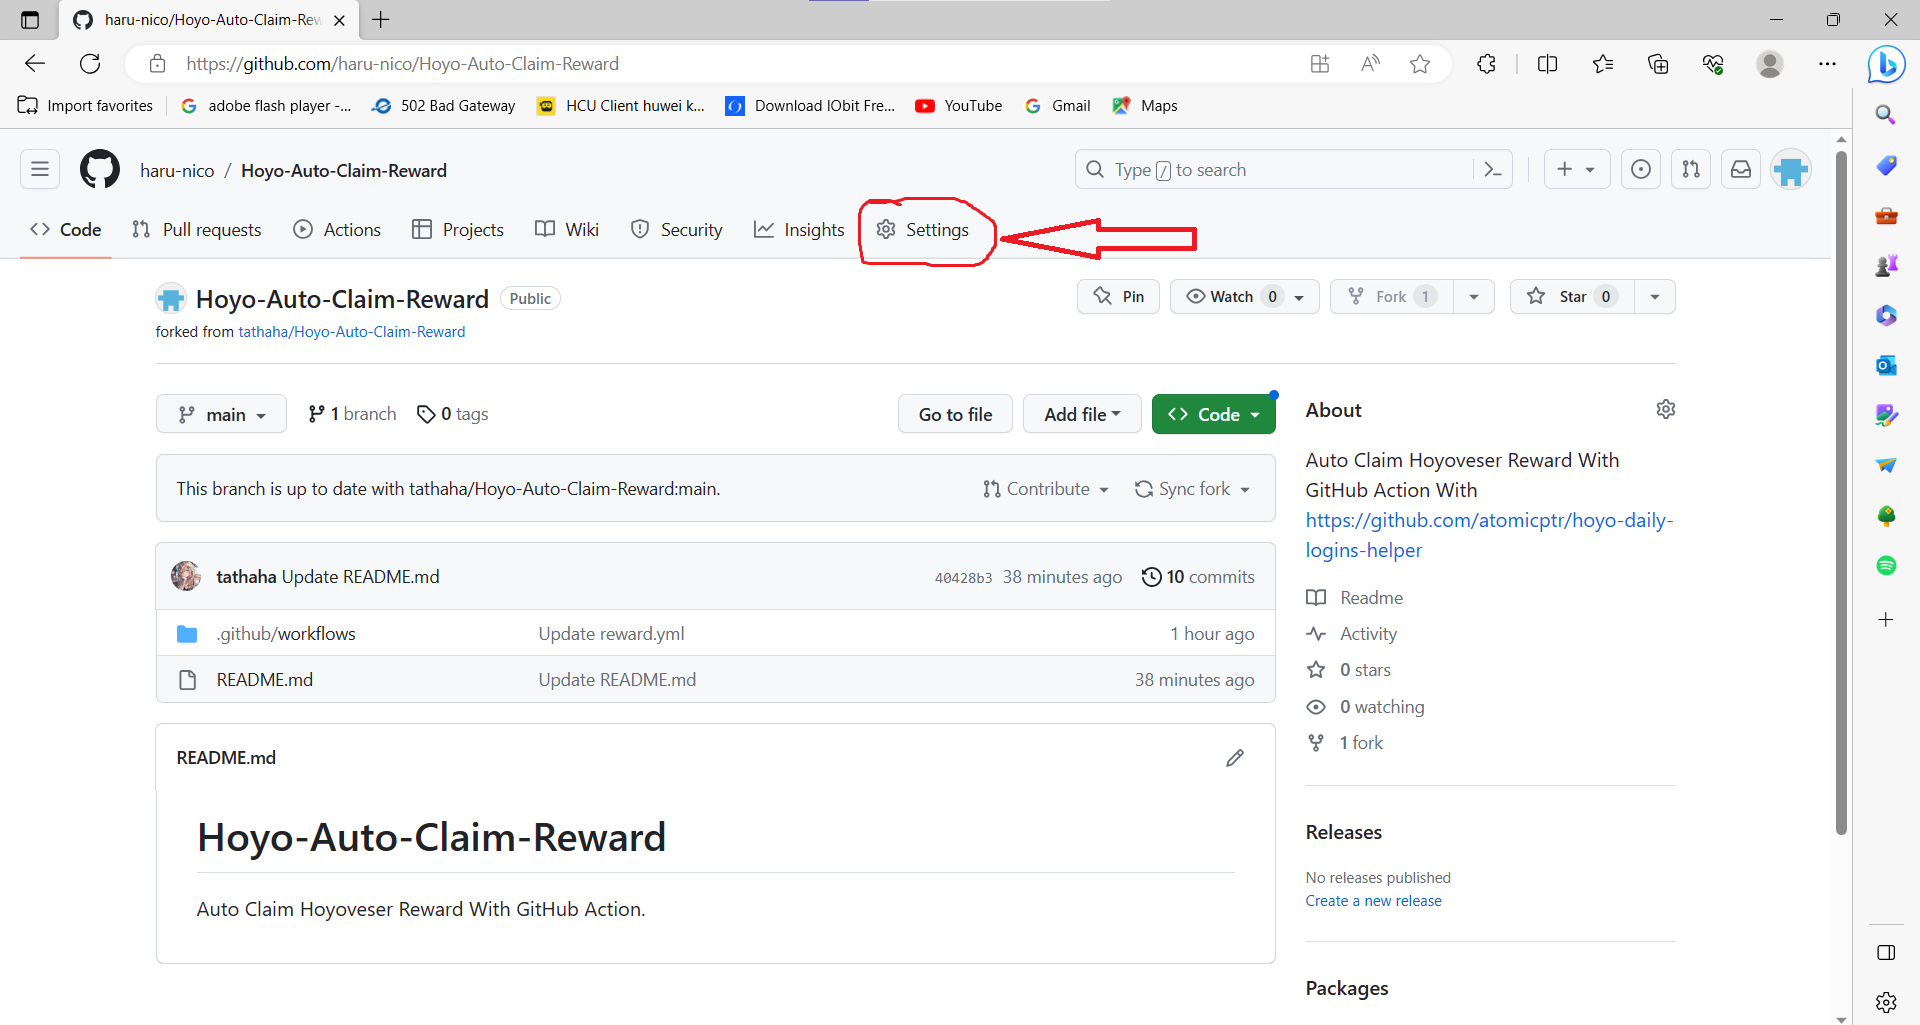 haru-nico/Hoyo-Auto-Claim-Rew
https://github.com/haru-nico/Hoyo-Auto-Claim-Reward
Import favorites
adobe flash player -...
502 Bad Gateway
HCU Client huwei k...
Download IObit Fre...
YouTube
Gmail
Maps
haru-nico / Hoyo-Auto-Claim-Reward
Type / to search
Code
Pull requests
Actions
Projects
Wiki
Security
Insights
Settings
Hoyo-Auto-Claim-Reward Public
Pin
Watch 0
Fork 1
Star 0
forked from tathaha/Hoyo-Auto-Claim-Reward
main
1 branch
0 tags
Go to file
Add file
Code
This branch is up to date with tathaha/Hoyo-Auto-Claim-Reward:main.
Contribute
Sync fork
tathaha Update README.md
40428b3 38 minutes ago
10 commits
.github/workflows
Update reward.yml
1 hour ago
README.md
Update README.md
38 minutes ago
README.md
Hoyo-Auto-Claim-Reward
Auto Claim Hoyoveser Reward With GitHub Action.
About
Auto Claim Hoyoveser Reward With
GitHub Action With
https://github.com/atomicptr/hoyo-daily-
logins-helper
Readme
Activity
0 stars
0 watching
1 fork
Releases
No releases published
Create a new release
Packages